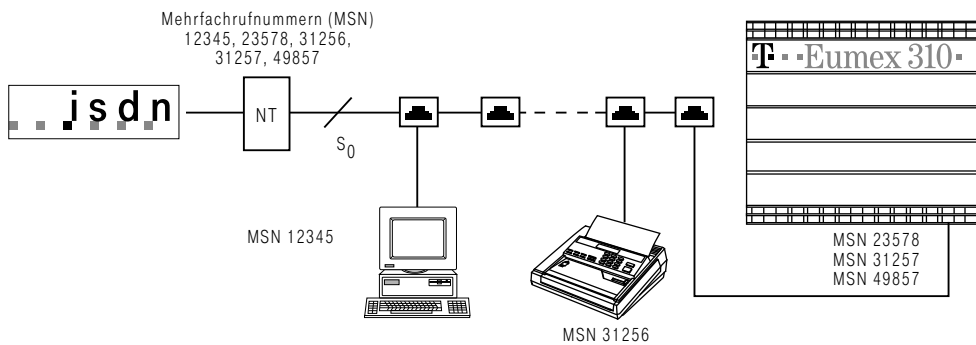 Mehrfachrufnummern (MSN)
12345, 23578, 31256,
31257, 49857
isdn
NT
S0
T Eumex 310
MSN 12345
MSN 31256
MSN 23578
MSN 31257
MSN 49857